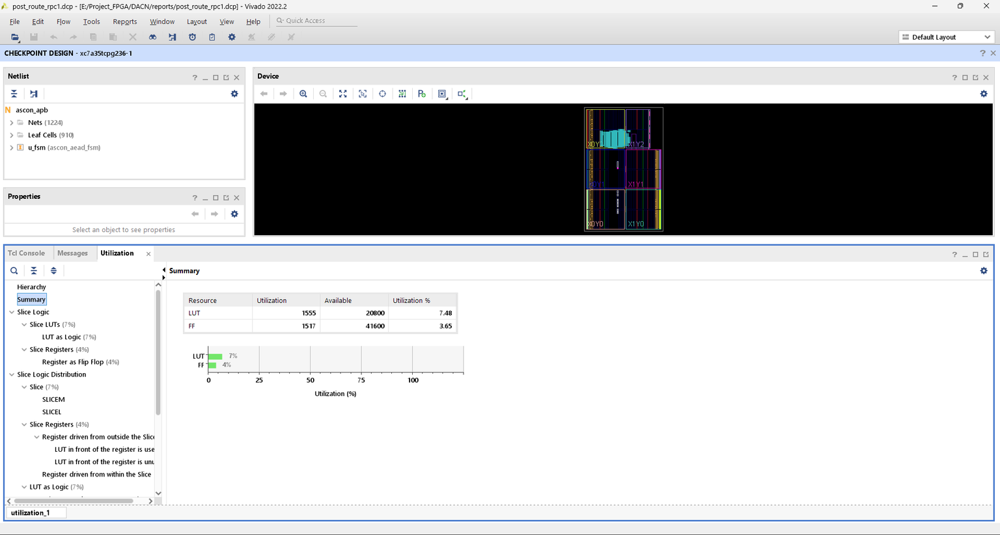 post_route_rpc1.dcp - [E:/Project_FPGA/DACN/reports/post_route_rpc1.dcp] - Vivado 2022.2
File Edit Flow Tools Reports Window Layout View Help Quick Access
Default Layout
CHECKPOINT DESIGN - xc7a35tcpg236-1
Netlist
N ascon_apb
Nets (1224)
Leaf Cells (910)
u_fsm (ascon_aead_fsm)
Properties
Select an object to see properties
Device
X0Y2 X1Y2
X0Y1 X1Y1
X0Y0 X1Y0
Tcl Console Messages Utilization
Hierarchy
Summary
Slice Logic
Slice LUTs (7%)
LUT as Logic (7%)
Slice Registers (4%)
Register as Flip Flop (4%)
Slice Logic Distribution
Slice (7%)
SLICEM
SLICEL
Slice Registers (4%)
Register driven from outside the Slice
LUT in front of the register is use
LUT in front of the register is unu
Register driven from within the Slice
LUT as Logic (7%)
Summary
Resource Utilization Available Utilization %
LUT 1555 20800 7.48
FF 1517 41600 3.65
LUT 7%
FF 4%
0 25 50 75 100
Utilization (%)
utilization_1